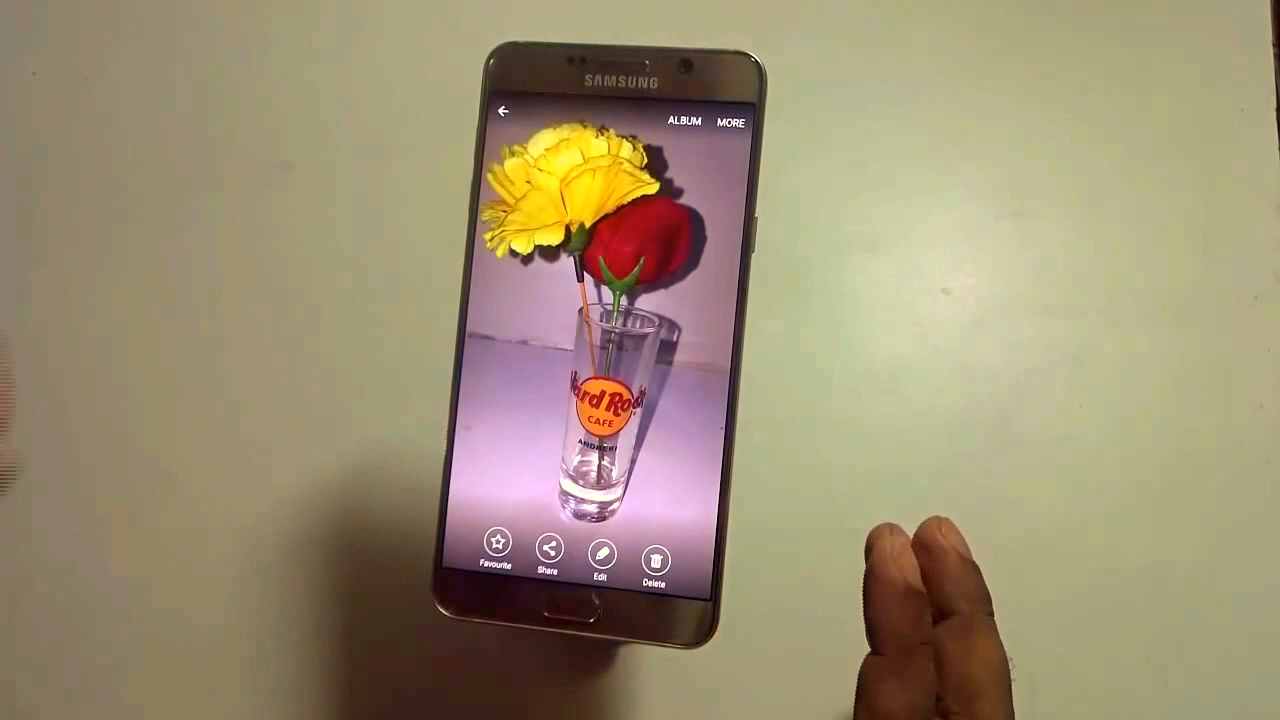 SAMSUNG
ALBUM MORE
Hard Rock
CAFE
Favourite Share Edit Delete